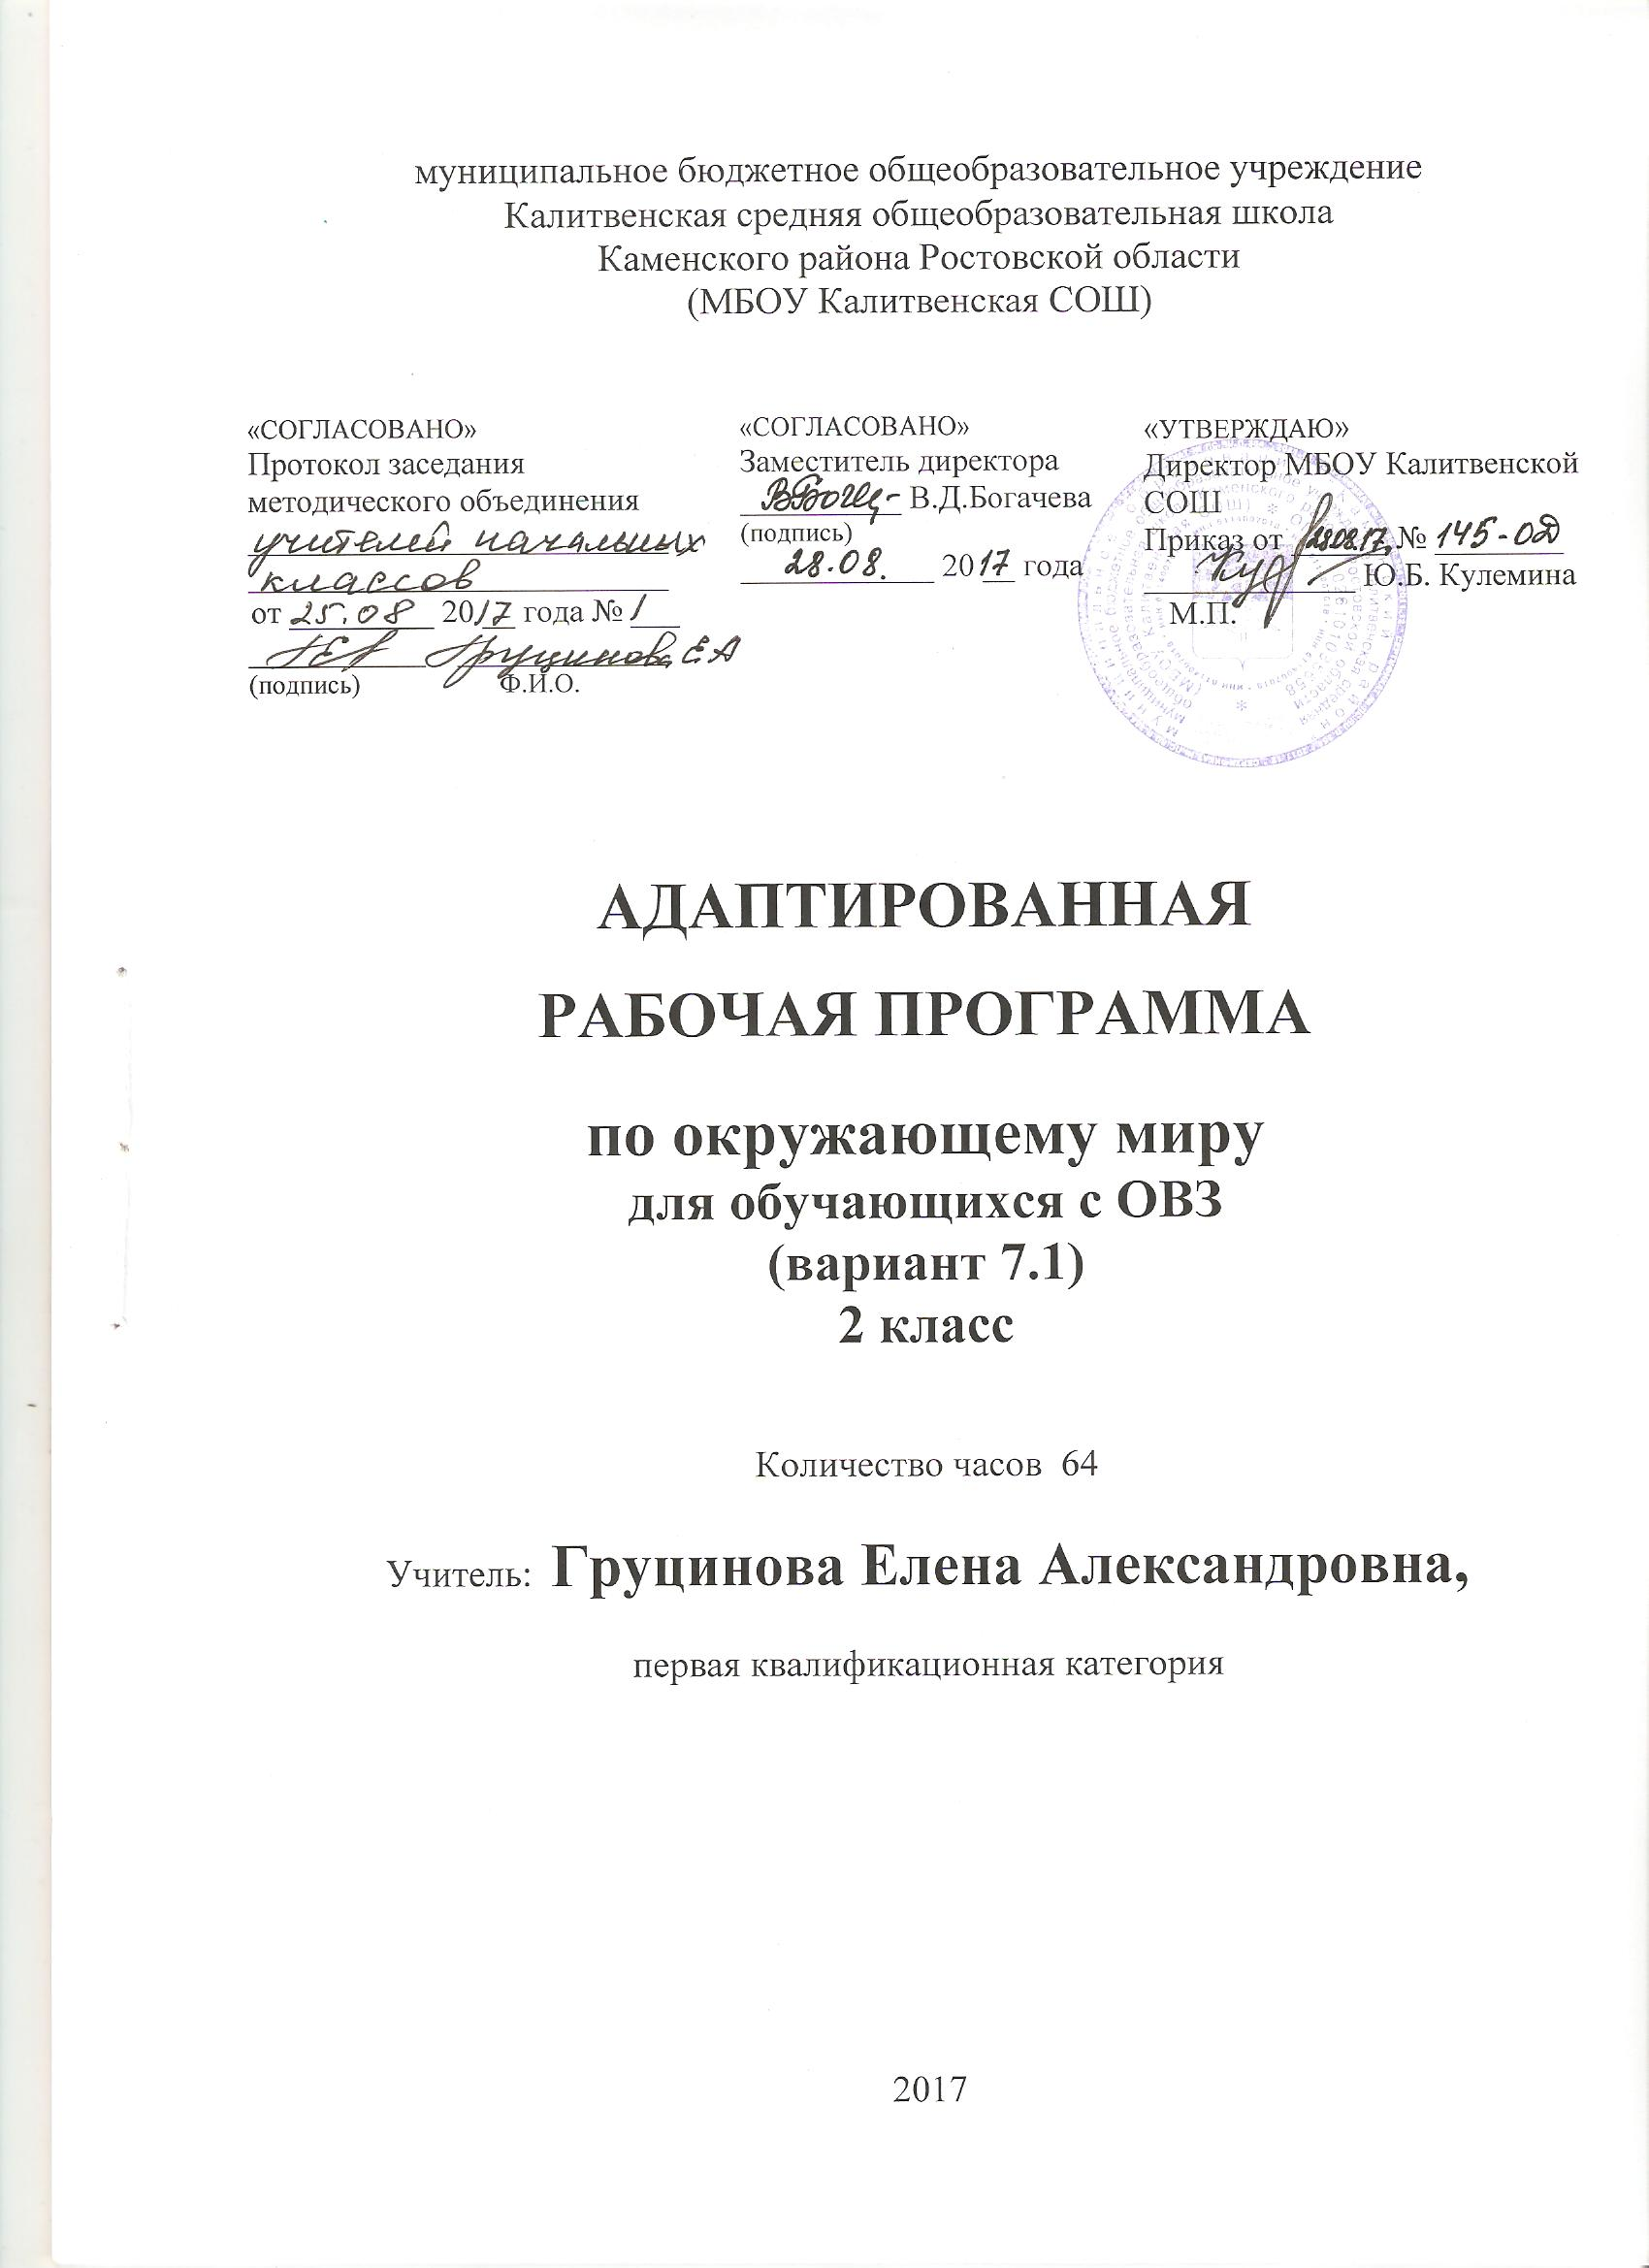 муниципальное бюджетное общеобразовательное учреждение
Калитвенская средняя общеобразовательная школа
Каменского района Ростовской области
(МБОУ Калитвенская СОШ)
«СОГЛАСОВАНО»
Протокол заседания
методического объединения
учителей начальных
классов
от 25.08 2017 года № 1
Груцинова Е А
(подпись) Ф.И.О.
«СОГЛАСОВАНО»
Заместитель директора
В.Д.Богачева
(подпись)
28.08. 2017 года
«УТВЕРЖДАЮ»
Директор МБОУ Калитвенской
СОШ
Приказ от 28.08.17. № 145-ОД
Ю.Б. Кулемина
М.П.
АДАПТИРОВАННАЯ
РАБОЧАЯ ПРОГРАММА
по окружающему миру
для обучающихся с ОВЗ
(вариант 7.1)
2 класс
Количество часов 64
Учитель: Груцинова Елена Александровна,
первая квалификационная категория
2017